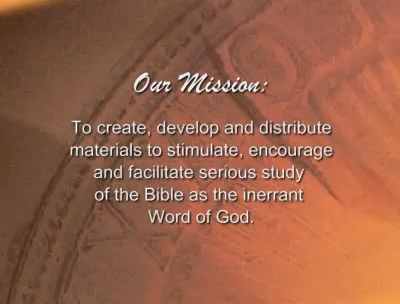 Our Mission:
To create, develop and distribute
materials to stimulate, encourage
and facilitate serious study
of the Bible as the inerrant
Word of God.